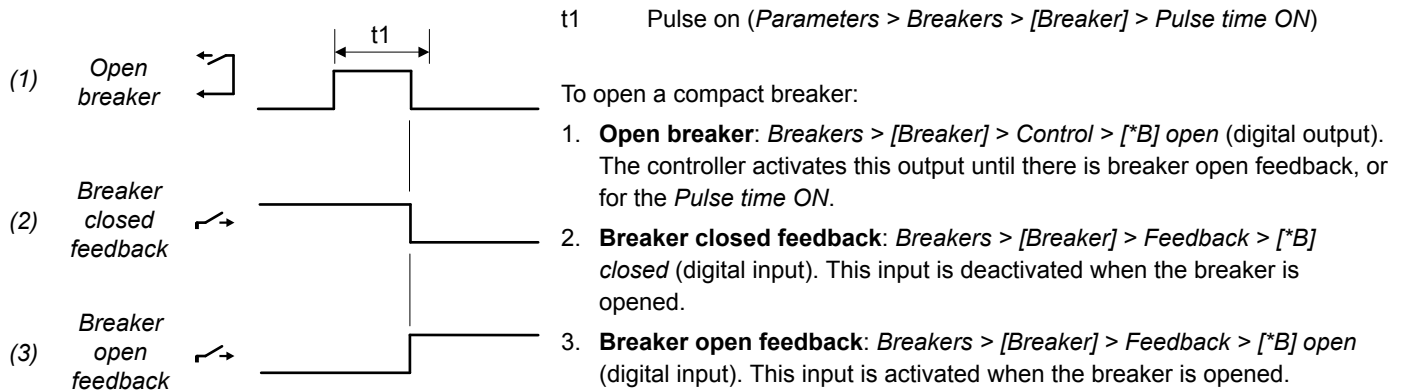 t1 Pulse on (Parameters > Breakers > [Breaker] > Pulse time ON)
t1
(1) Open
breaker
To open a compact breaker:
1. Open breaker: Breakers > [Breaker] > Control > [*B] open (digital output).
The controller activates this output until there is breaker open feedback, or
for the Pulse time ON.
(2) Breaker
closed
feedback
2. Breaker closed feedback: Breakers > [Breaker] > Feedback > [*B]
closed (digital input). This input is deactivated when the breaker is
opened.
(3) Breaker
open
feedback
3. Breaker open feedback: Breakers > [Breaker] > Feedback > [*B] open
(digital input). This input is activated when the breaker is opened.